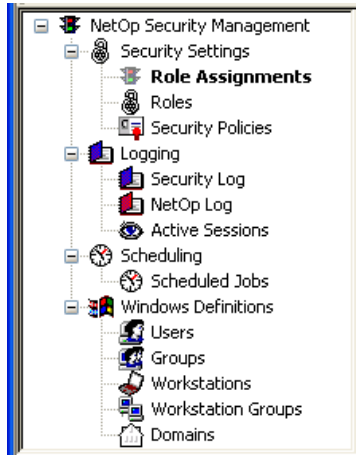 NetOp Security Management
Security Settings
Role Assignments
Roles
Security Policies
Logging
Security Log
NetOp Log
Active Sessions
Scheduling
Scheduled Jobs
Windows Definitions
Users
Groups
Workstations
Workstation Groups
Domains